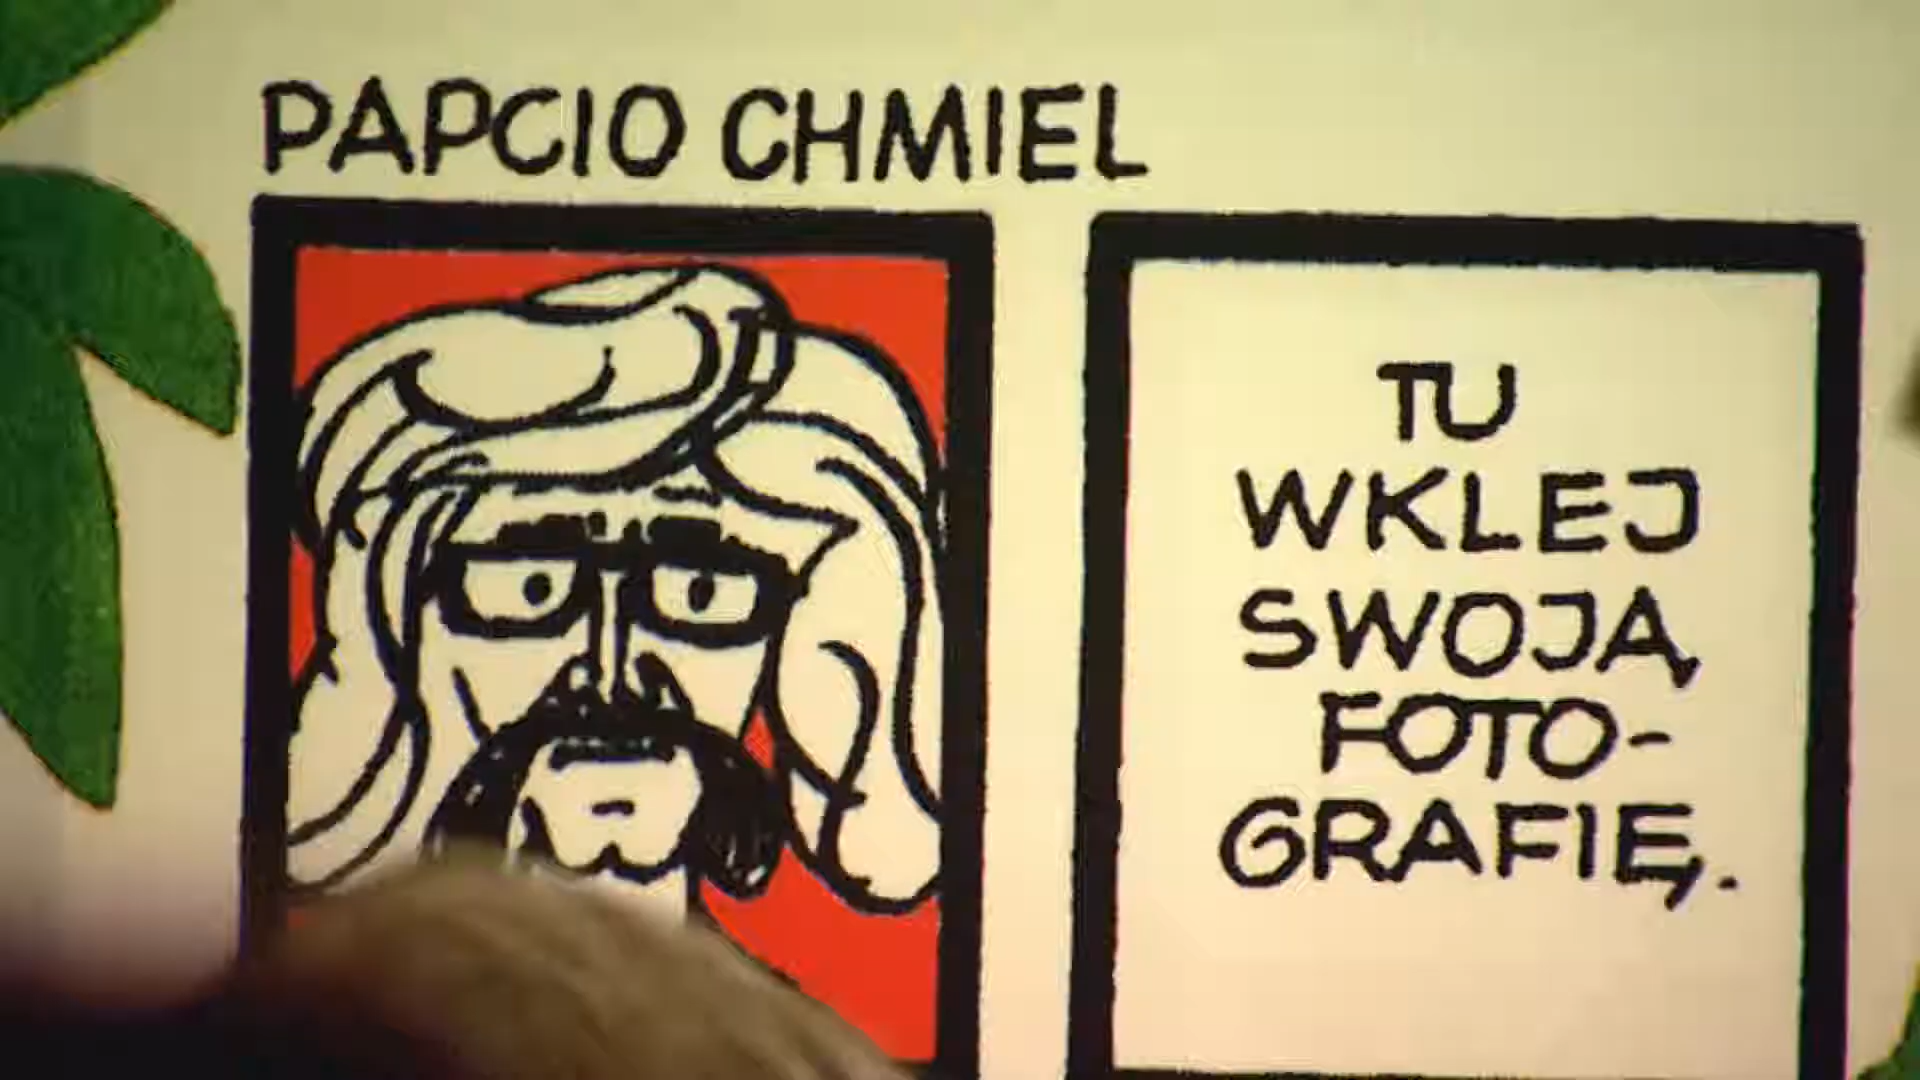 PAPCIO CHMIEL
TU
WKLEJ
SWOJĄ
FOTO-
GRAFIĘ.